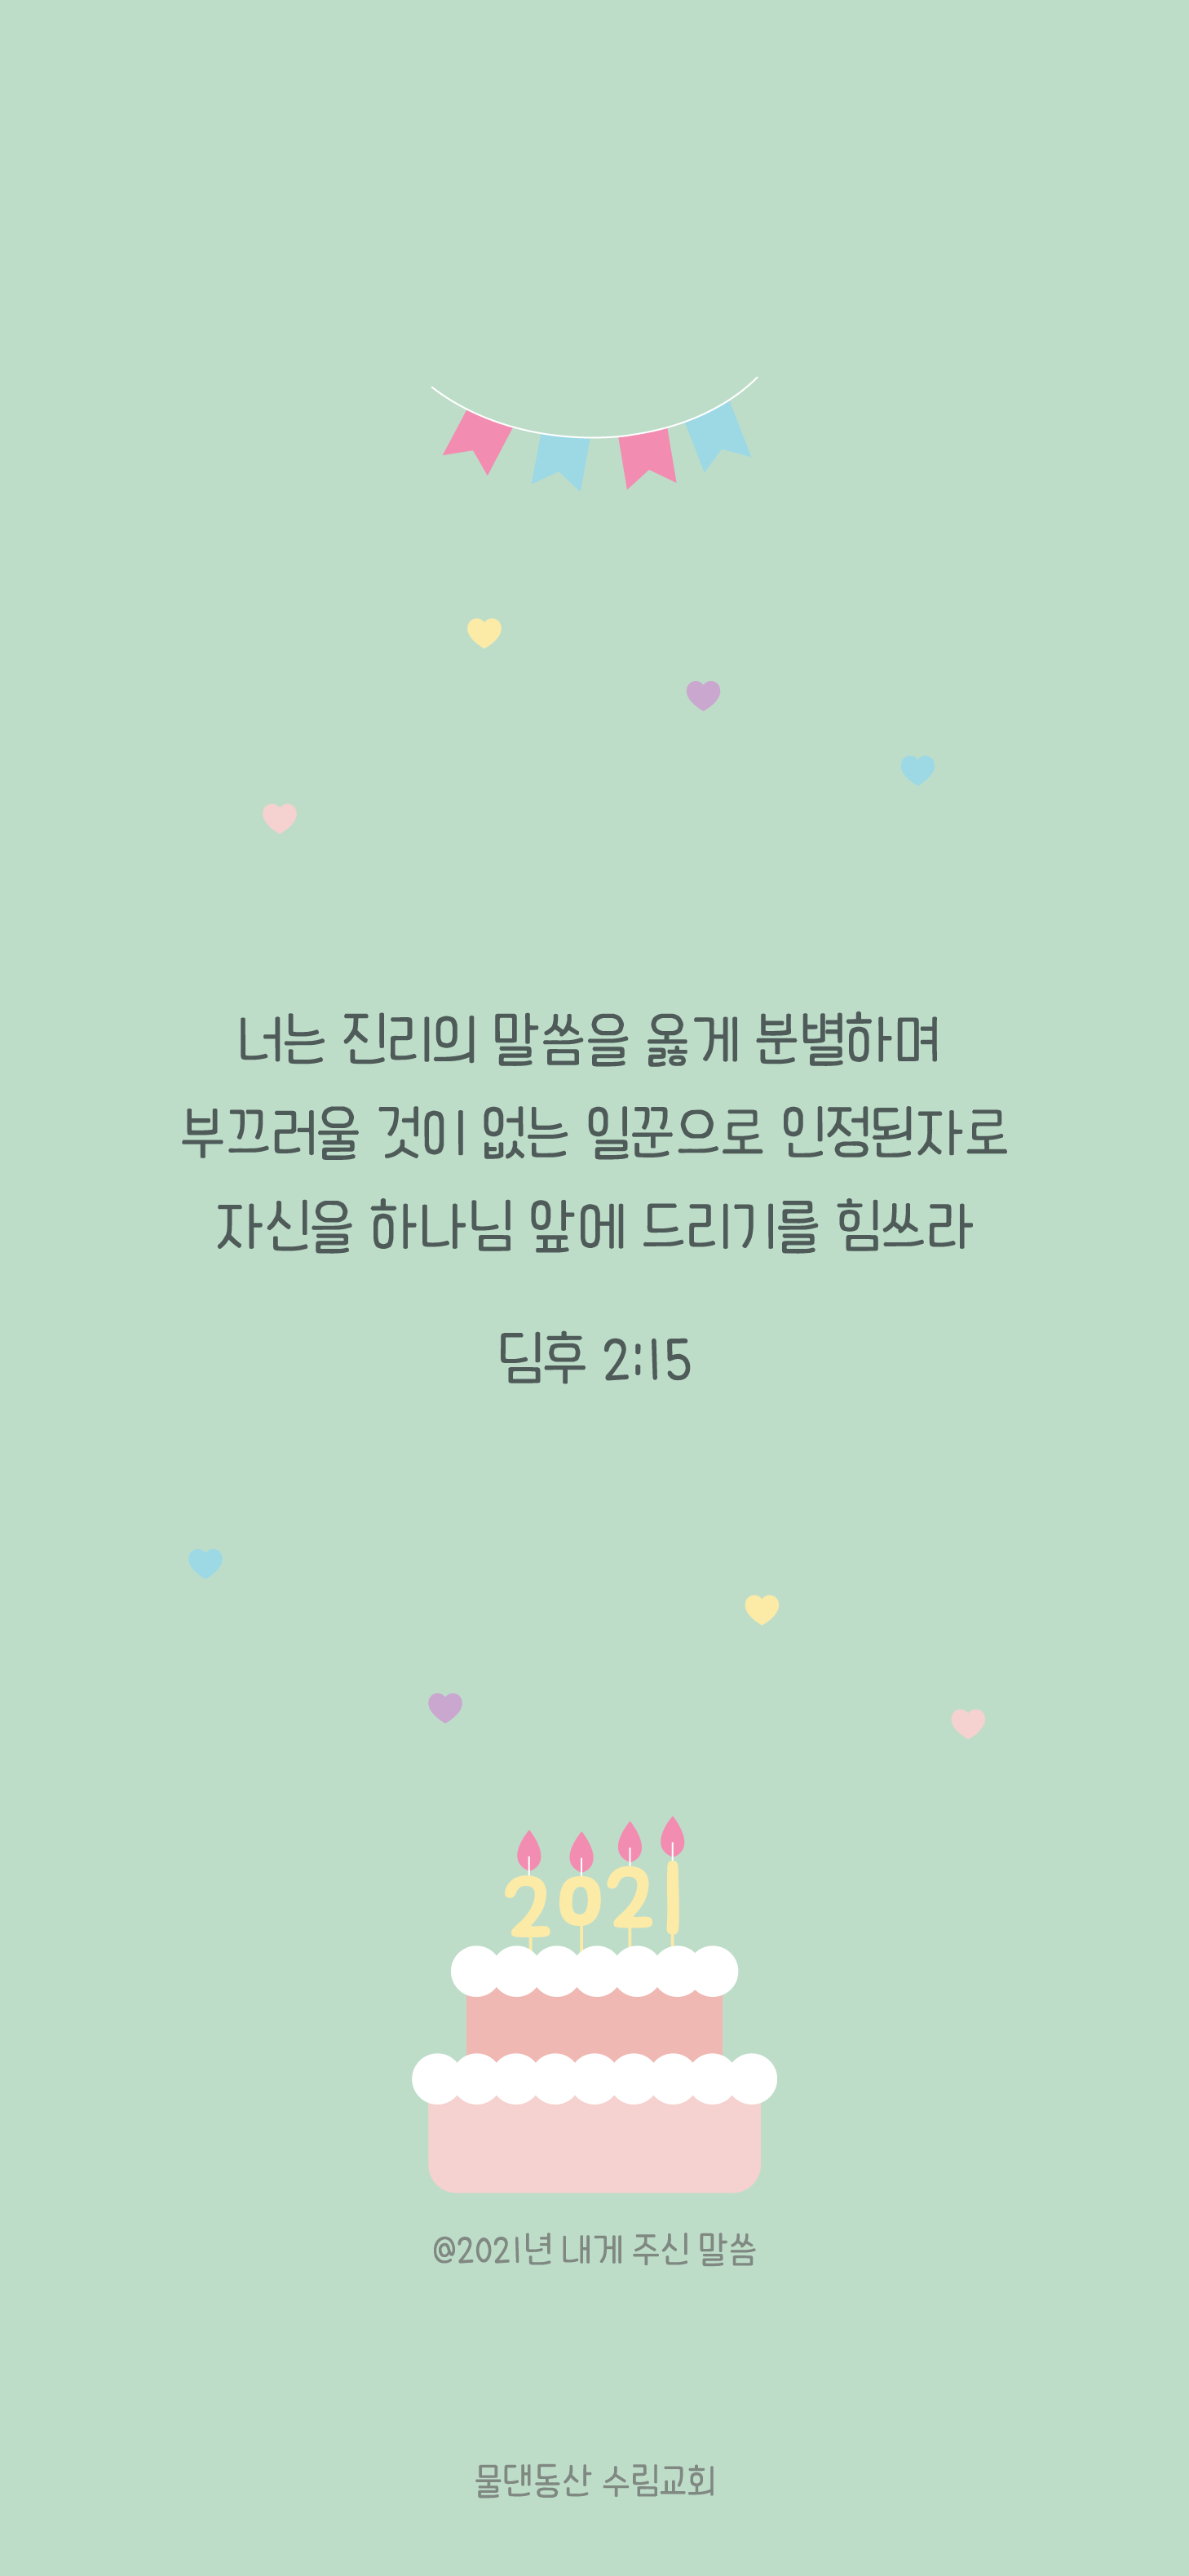 너는 진리의 말씀을 옳게 분별하며
부끄러울 것이 없는 일꾼으로 인정된자로
자신을 하나님 앞에 드리기를 힘쓰라
딤후 2:15
2021
@2021년 내게 주신 말씀
물댄동산 수림교회